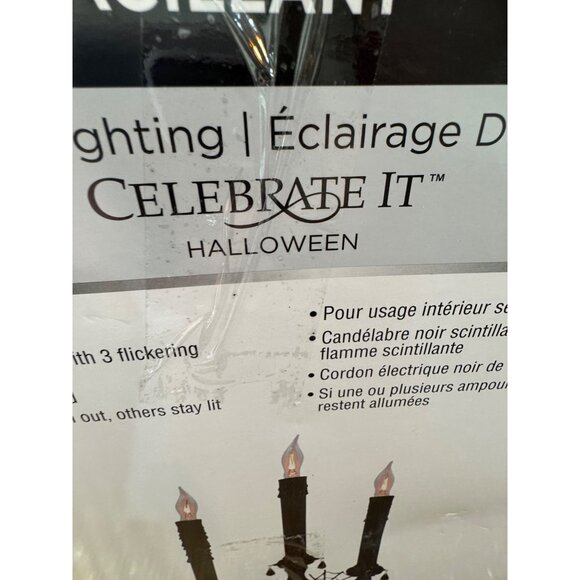 ghting | Éclairage D
CELEBRATE IT™
HALLOWEEN
ith 3 flickering
out, others stay lit
• Pour usage intérieur se
• Candélabre noir scintilla
flamme scintillante
• Cordon électrique noir de
• Si une ou plusieurs ampou
restent allumées